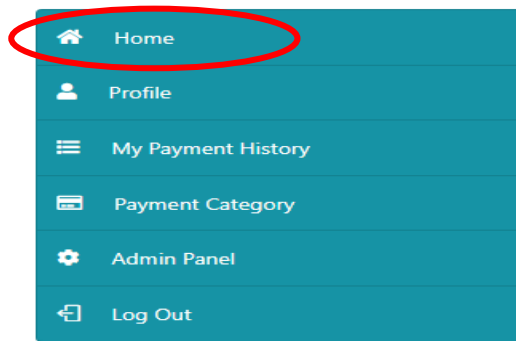 Home
Profile
My Payment History
Payment Category
Admin Panel
Log Out